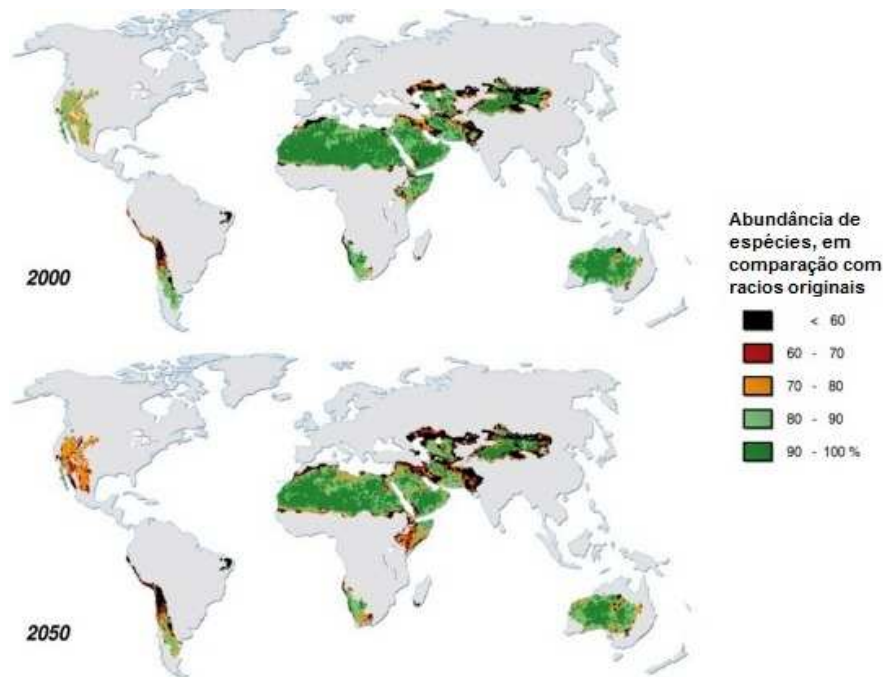 2000
Abundância de
espécies, em
comparação com
racios originais
< 60
60 - 70
70 - 80
80 - 90
90 - 100 %
2050